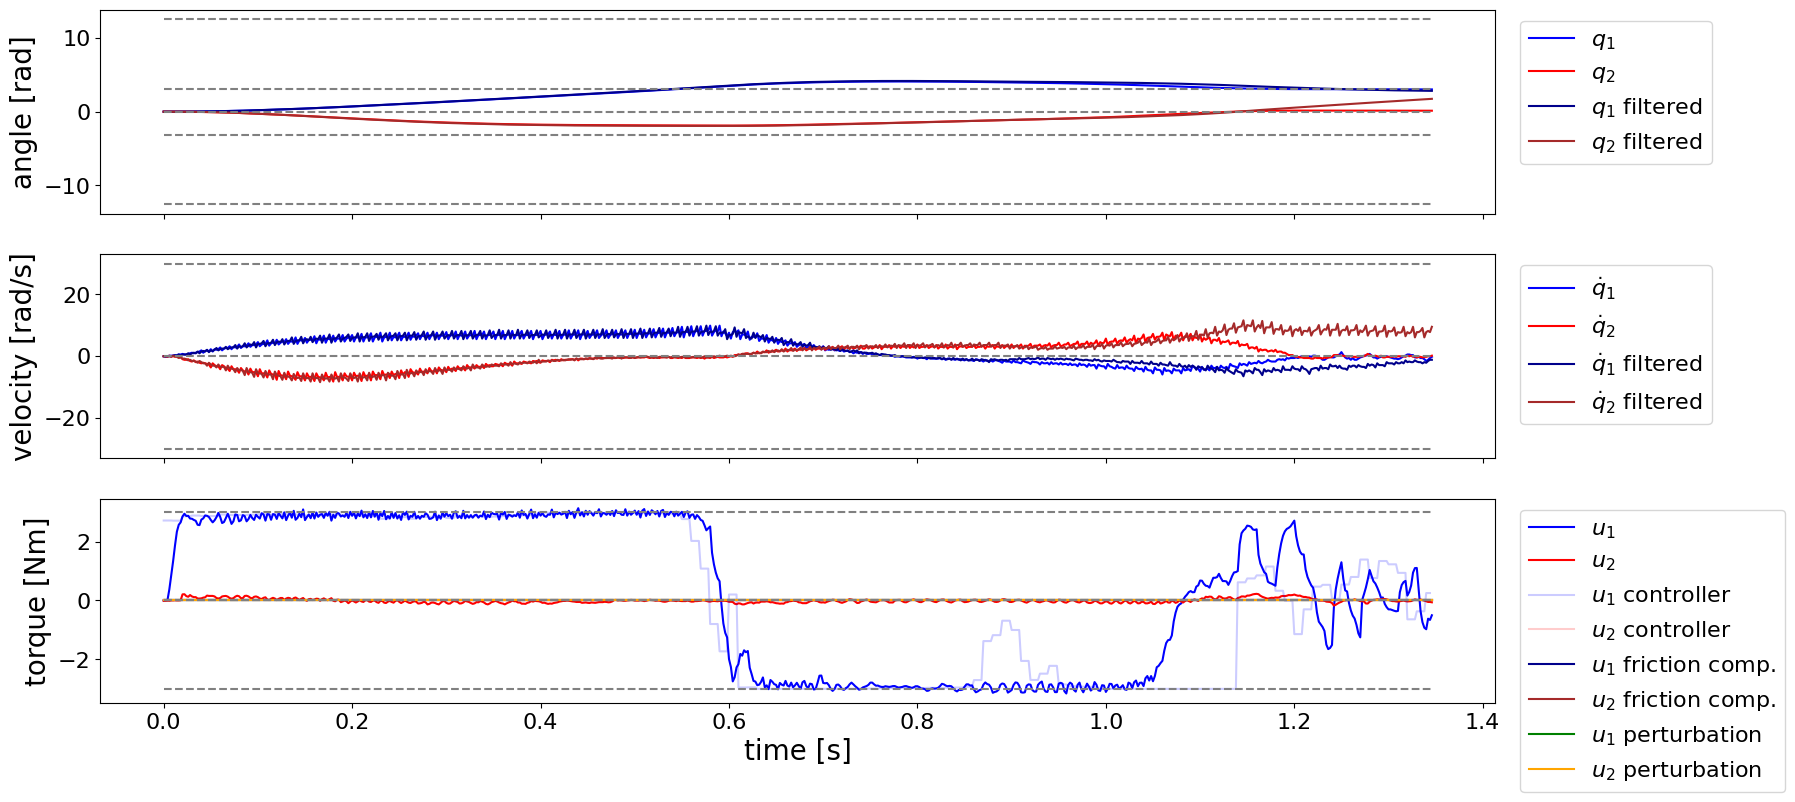 angle [rad]
10
0
−10
q₁
q₂
q₁ filtered
q₂ filtered
velocity [rad/s]
20
0
−20
q̇₁
q̇₂
q̇₁ filtered
q̇₂ filtered
torque [Nm]
2
0
−2
0.0 0.2 0.4 0.6 0.8 1.0 1.2 1.4
time [s]
u₁
u₂
u₁ controller
u₂ controller
u₁ friction comp.
u₂ friction comp.
u₁ perturbation
u₂ perturbation